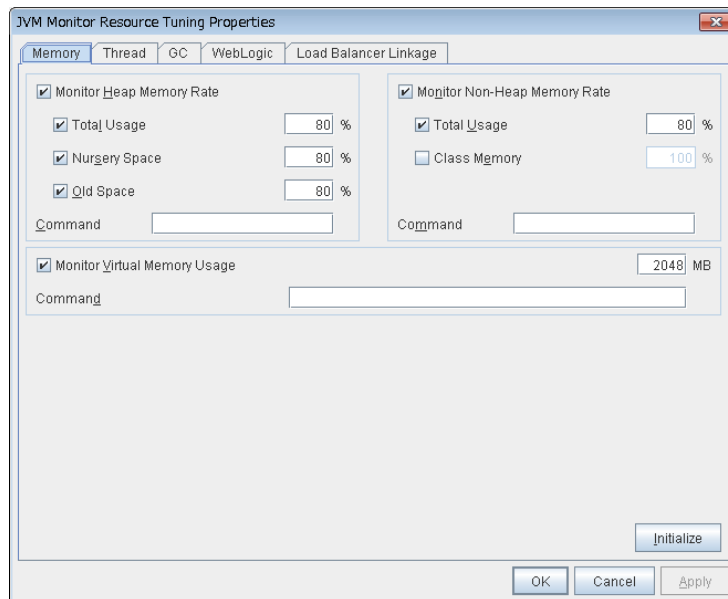 JVM Monitor Resource Tuning Properties
Memory Thread GC WebLogic Load Balancer Linkage
Monitor Heap Memory Rate
Total Usage 80 %
Nursery Space 80 %
Old Space 80 %
Command
Monitor Non-Heap Memory Rate
Total Usage 80 %
Class Memory 100 %
Command
Monitor Virtual Memory Usage 2048 MB
Command
Initialize
OK Cancel Apply